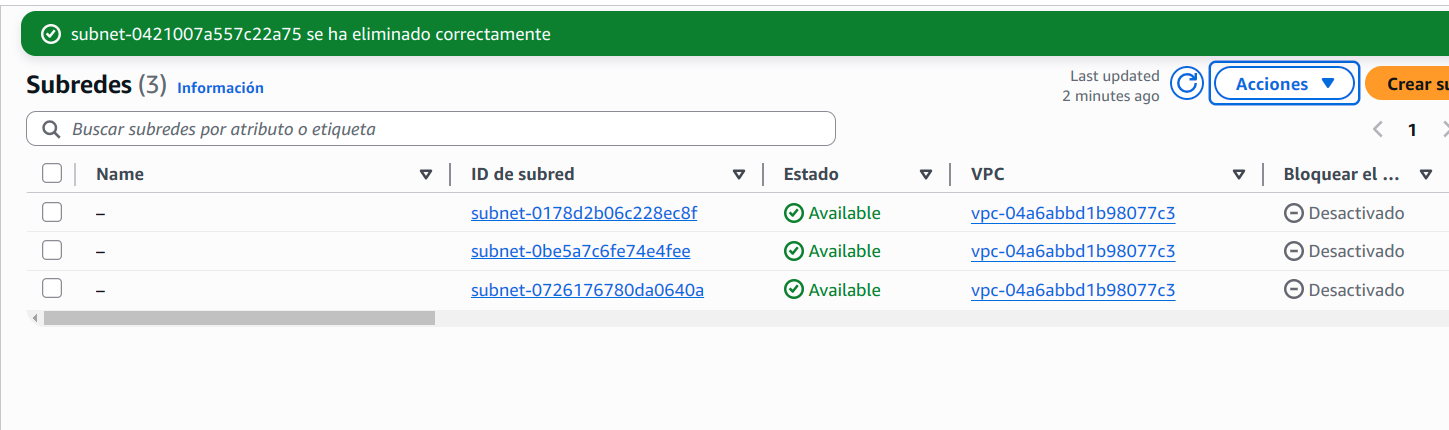 subnet-0421007a557c22a75 se ha eliminado correctamente
Subredes (3) Información
Last updated
2 minutes ago
Acciones
Crear su
Buscar subredes por atributo o etiqueta
1
Name ID de subred Estado VPC Bloquear el ...
– subnet-0178d2b06c228ec8f Available vpc-04a6abbd1b98077c3 Desactivado
– subnet-0be5a7c6fe74e4fee Available vpc-04a6abbd1b98077c3 Desactivado
– subnet-0726176780da0640a Available vpc-04a6abbd1b98077c3 Desactivado